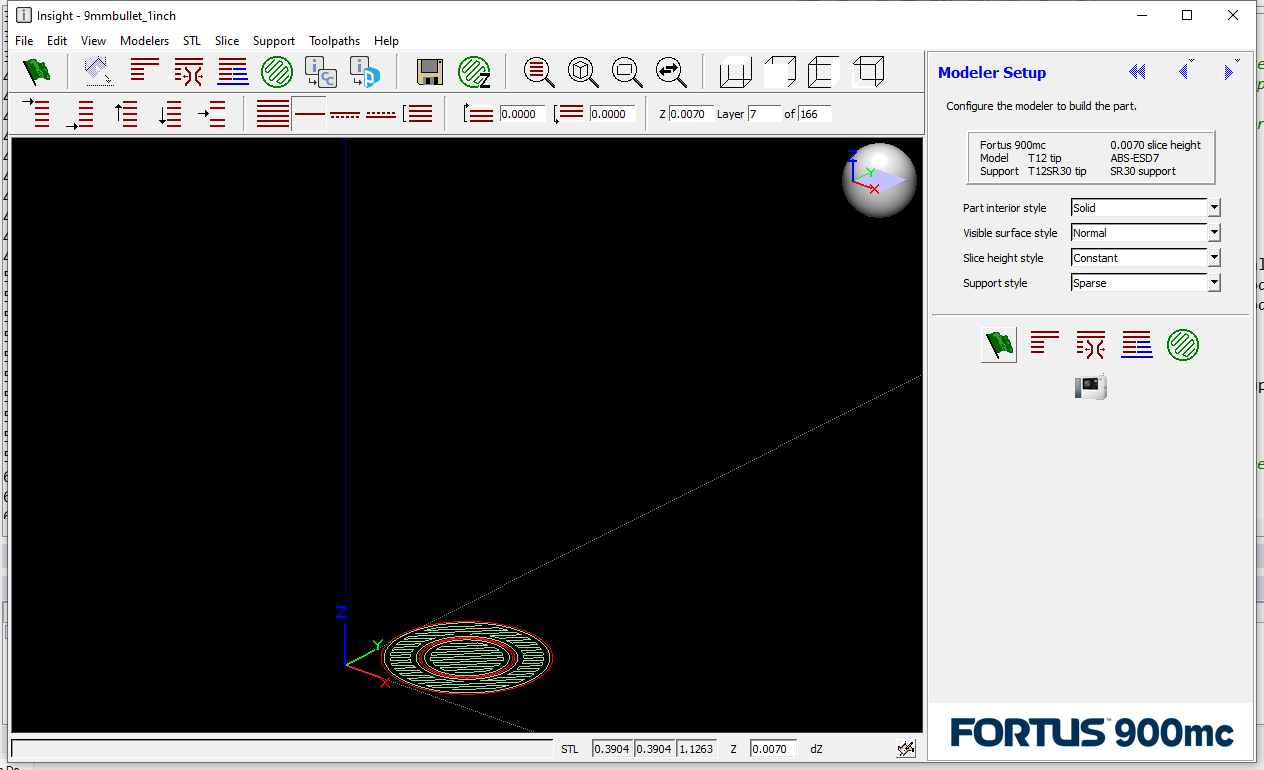 Insight - 9mmbullet_1inch
File Edit View Modelers STL Slice Support Toolpaths Help
i CC i p Z
0.0000 0.0000 Z 0.0070 Layer 7 of 166
Modeler Setup
Configure the modeler to build the part.
Fortus 900mc 0.0070 slice height
Model T12 tip ABS-ESD7
Support T12SR30 tip SR30 support
Part interior style Solid
Visible surface style Normal
Slice height style Constant
Support style Sparse
Z
Y
X
Z
Y
X
STL 0.3904 0.3904 1.1263 Z 0.0070 dZ
FORTUS™ 900mc